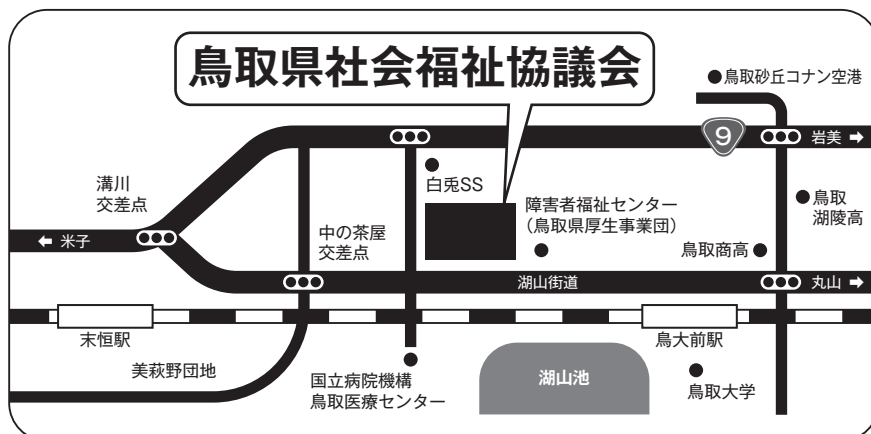 鳥取県社会福祉協議会
鳥取砂丘コナン空港
9
岩美
白兎SS
溝川
交差点
障害者福祉センター
（鳥取県厚生事業団）
鳥取
湖陵高
中の茶屋
交差点
米子
鳥取商高
湖山街道
丸山
末恒駅
鳥大前駅
美萩野団地
国立病院機構
鳥取医療センター
湖山池
鳥取大学